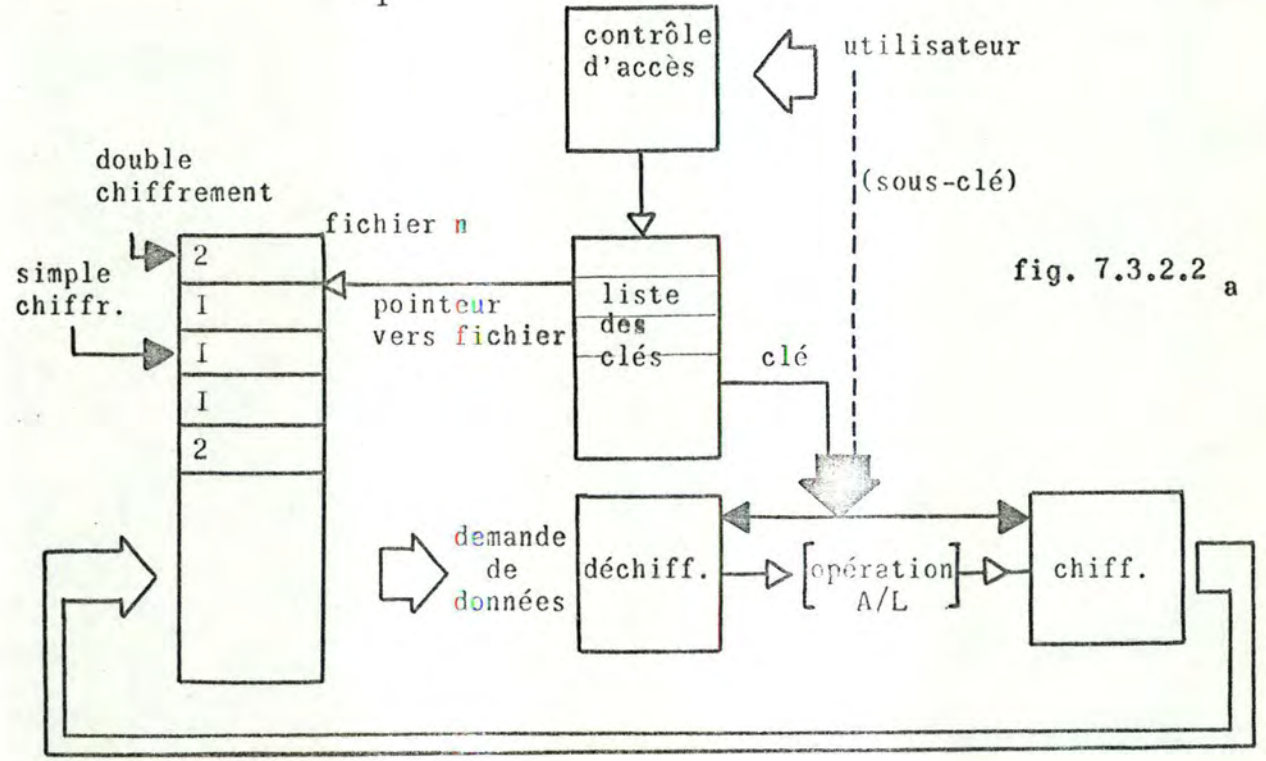 contrôle
d'accès
utilisateur
double
chiffrement
(sous-clé)
fichier n
2
simple
chiffr.
fig. 7.3.2.2 a
I
pointeur
vers fichier
liste
des
clés
I
clé
I
2
demande
de
données
déchiff.
opération
A/L
chiff.